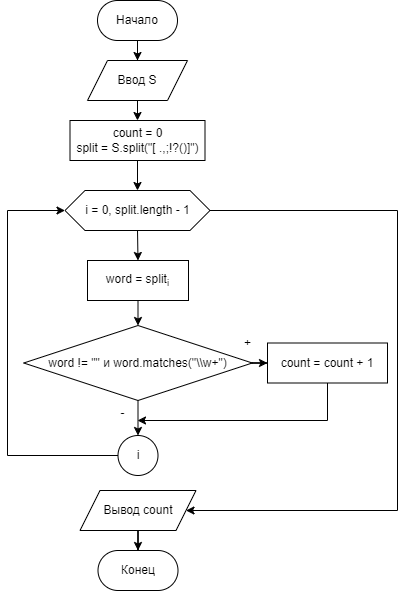 Начало
Ввод S
count = 0
split = S.split("[ .,;!?()]")
i = 0, split.length - 1
word = splitᵢ
word != "" и word.matches("\\w+")
+
count = count + 1
-
i
Вывод count
Конец